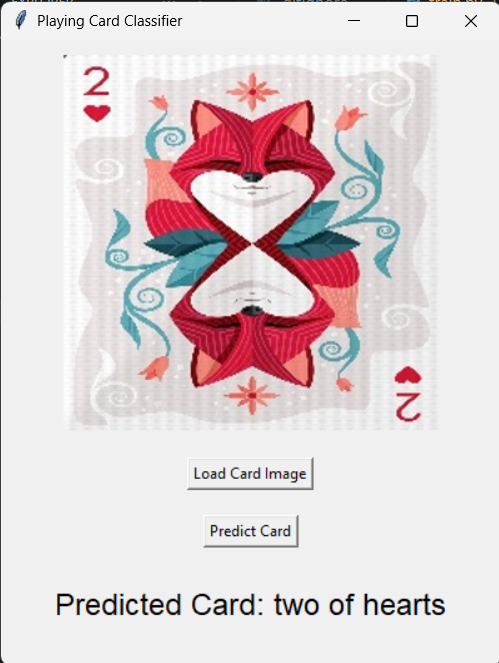 Playing Card Classifier
2
2
Load Card Image
Predict Card
Predicted Card: two of hearts